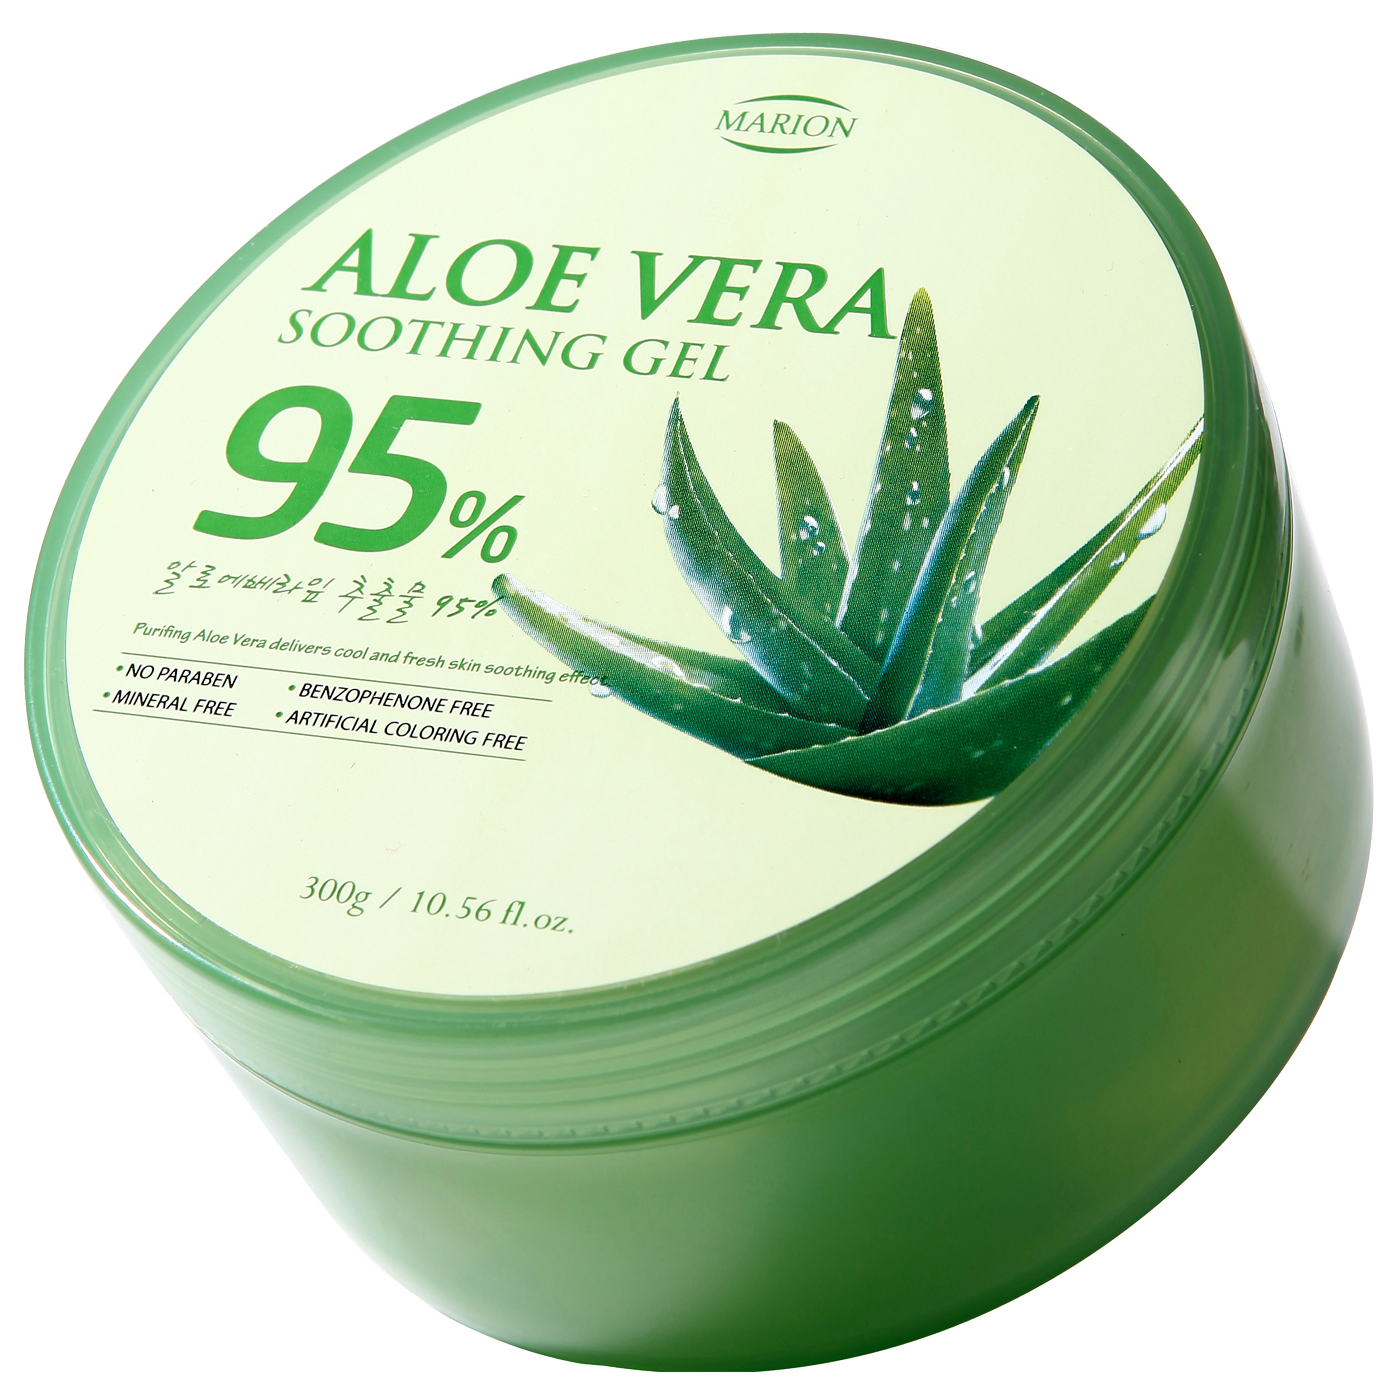 MARION
ALOE VERA
SOOTHING GEL
95%
알로에베라잎 추출물 95%
Purifing Aloe Vera delivers cool and fresh skin soothing effect
• NO PARABEN
• BENZOPHENONE FREE
• MINERAL FREE
• ARTIFICIAL COLORING FREE
300g / 10.56 fl.oz.